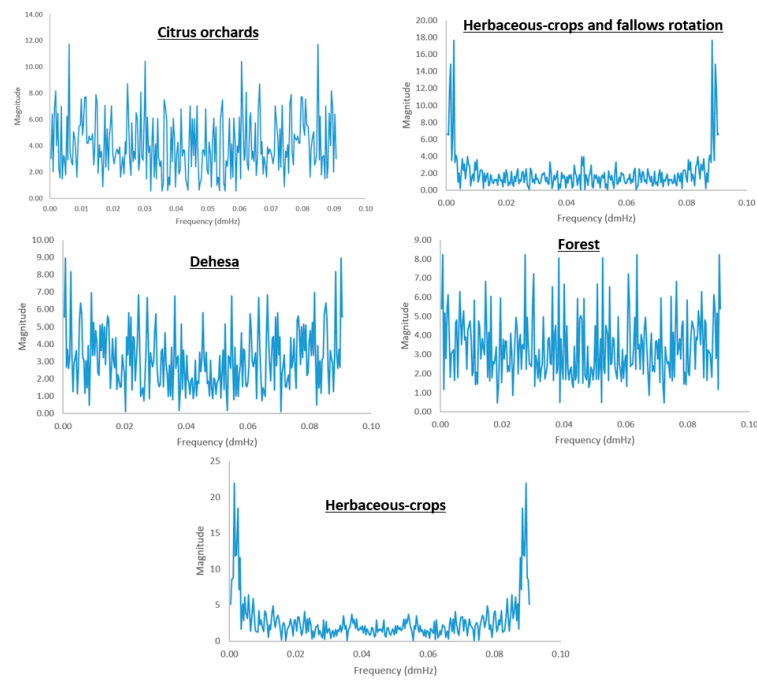 Citrus orchards
14.00
12.00
10.00
8.00
6.00
4.00
2.00
0.00
Magnitude
0.00 0.01 0.02 0.03 0.04 0.05 0.06 0.07 0.08 0.09 0.10
Frequency (dmHz)
Herbaceous-crops and fallows rotation
20.00
18.00
16.00
14.00
12.00
10.00
8.00
6.00
4.00
2.00
0.00
Magnitude
0.00 0.02 0.04 0.06 0.08 0.10
Frequency (dmHz)
Dehesa
10.00
9.00
8.00
7.00
6.00
5.00
4.00
3.00
2.00
1.00
0.00
Magnitude
0.00 0.02 0.04 0.06 0.08 0.10
Frequency (dmHz)
Forest
9.00
8.00
7.00
6.00
5.00
4.00
3.00
2.00
1.00
0.00
Magnitude
0.00 0.02 0.04 0.06 0.08 0.10
Frequency (dmHz)
Herbaceous-crops
25
20
15
10
5
0
Magnitude
0.00 0.02 0.04 0.06 0.08 0.10
Frequency (dmHz)